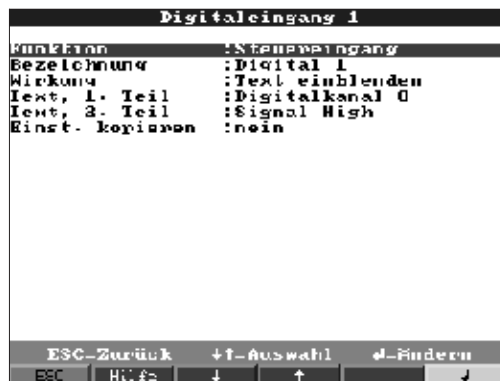 Digitaleingang 1
Funktion :Steuereingang
Bezeichnung :Digital 1
Wirkung :Text einblenden
Text, 1. Teil :Digitalkanal 0
Text, 3. Teil :Signal High
Einst. kopieren :nein
ESC-Zurück ↓↑-Auswahl ↲-Ändern
ESC Hilfe ↓ ↑ ↲